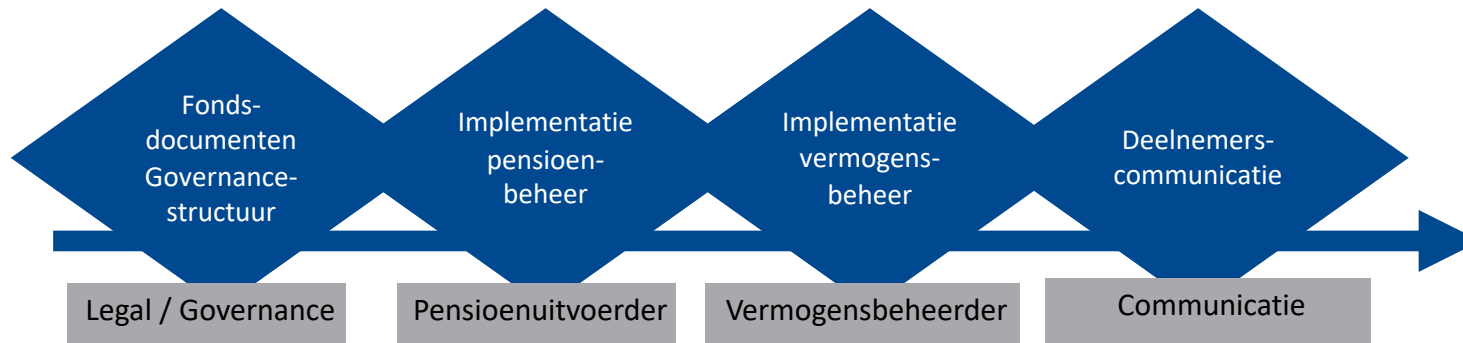 Fonds-
documenten
Governance-
structuur
Implementatie
pensioen-
beheer
Implementatie
vermogens-
beheer
Deelnemers-
communicatie
Legal / Governance
Pensioenuitvoerder
Vermogensbeheerder
Communicatie